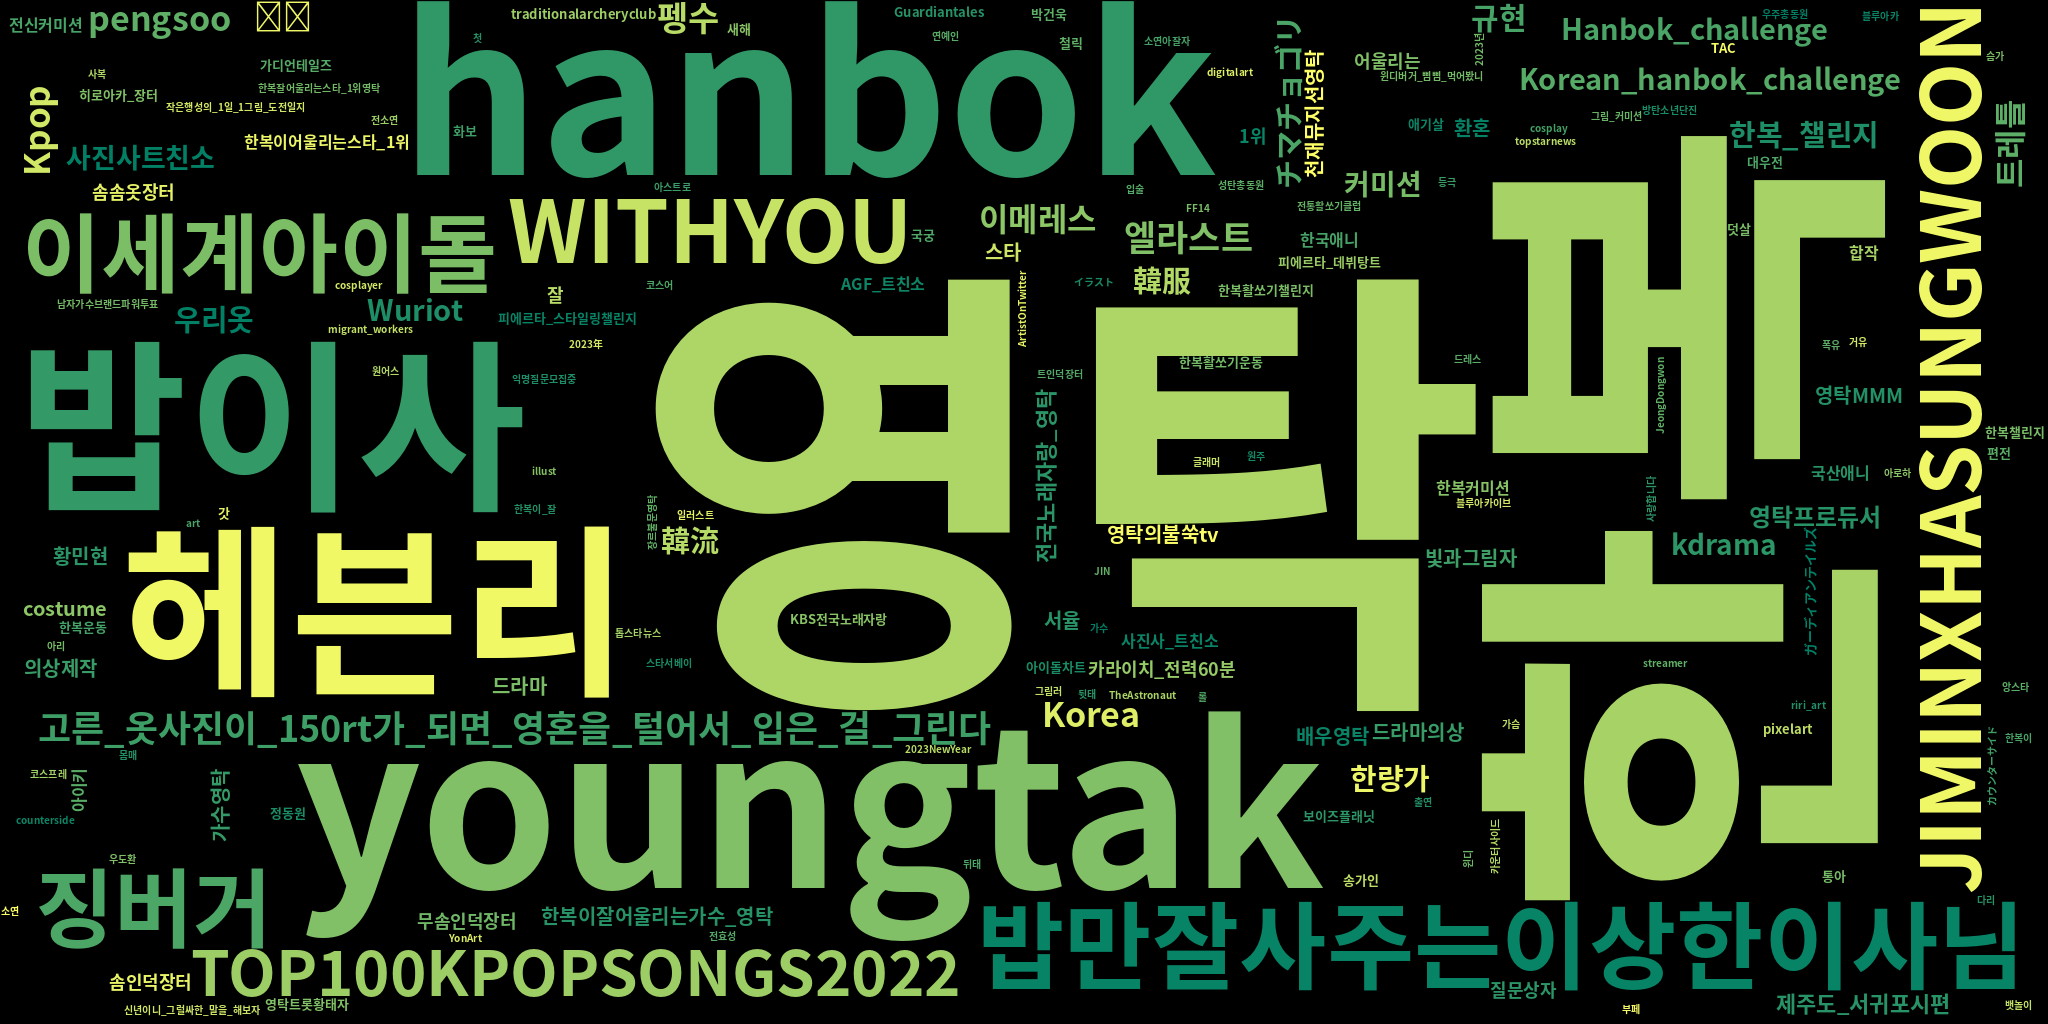 전신커미션
pengsoo
traditionalarcheryclub
펭수
새해
hanbok
Guardiantales
박건욱
규현
Hanbok_challenge
우주총동원
블루아카
JIMINXHASUNGWOON
첫
연예인
철릭
소연아잘자
チマチョゴリ
천재뮤지션영탁
2023년
TAC
승가
사복
가디언테일즈
digitalart
어울리는
윈디버거_뻠뻠_먹어봤니
Korean_hanbok_challenge
Kpop
히로아카_장터
한복잘어울리는스타_1위영탁
작은행성의_1일_1그림_도전일지
전소연
한복이어울리는스타_1위
화보
1위
애기살
환혼
cosplay
topstarnews
그림_커미션
방탄소년단진
한복_챌린지
대우전
트레틀
사진사트친소
솜솜옷장터
아스트로
입술
성탄총동원
커미션
등극
페
이세계아이돌
WITHYOU
국궁
이메레스
스타
엘라스트
FF14
전통활쏘기클럽
한국애니
피에르타_데뷔탕트
덧살
합작
cosplayer
남자가수브랜드파워투표
우리옷
Wuriot
migrant_workers
잘
코스어
AGF_트친소
ArtistOnTwitter
イラスト
韓服
한복활쏘기챌린지
피에르타_스타일링챌린지
2023年
영탁
한복활쏘기운동
드레스
JeongDongwon
폭유
거유
밥이사
원어스
익명질문모집중
트인덕장터
전국노래자랑_영탁
영탁MMM
한복챌린지
편전
글래머
원주
국산애니
아로하
illust
한복이_잘
한복커미션
블루아카이브
사랑합니다
갓
art
장르불문영탁
일러스트
韓流
영탁의불쑥tv
영탁프로듀서
헤븐리
황민현
JIN
빛과그림자
kdrama
ガーディアンテイルズ
헌
costume
한복운동
아리
의상제작
톱스타뉴스
KBS전국노래자랑
서율
가수
사진사_트친소
스타서베이
아이돌차트
카라이치_전력60분
streamer
드라마
그림러
뒷태
TheAstronaut
롤
앙스타
고른_옷사진이_150rt가_되면_영혼을_털어서_입은_걸_그린다
Korea
배우영탁
드라마의상
가슴
riri_art
pixelart
カウンターサイド
한복이
몸매
2023NewYear
코스프레
아이키
가수영탁
youngtak
한량가
출연
정동원
보이즈플래닛
counterside
윈디
카운터사이드
우도환
뒤태
징버거
송가인
통아
소연
다리
무솜인덕장터
YonArt
한복이잘어울리는가수_영탁
전효성
밥만잘사주는이상한이사님
솜인덕장터
TOP100KPOPSONGS2022
질문상자
신년이니_그럴싸한_말을_해보자
영탁트롯황태자
부페
제주도_서귀포시편
뱃놀이